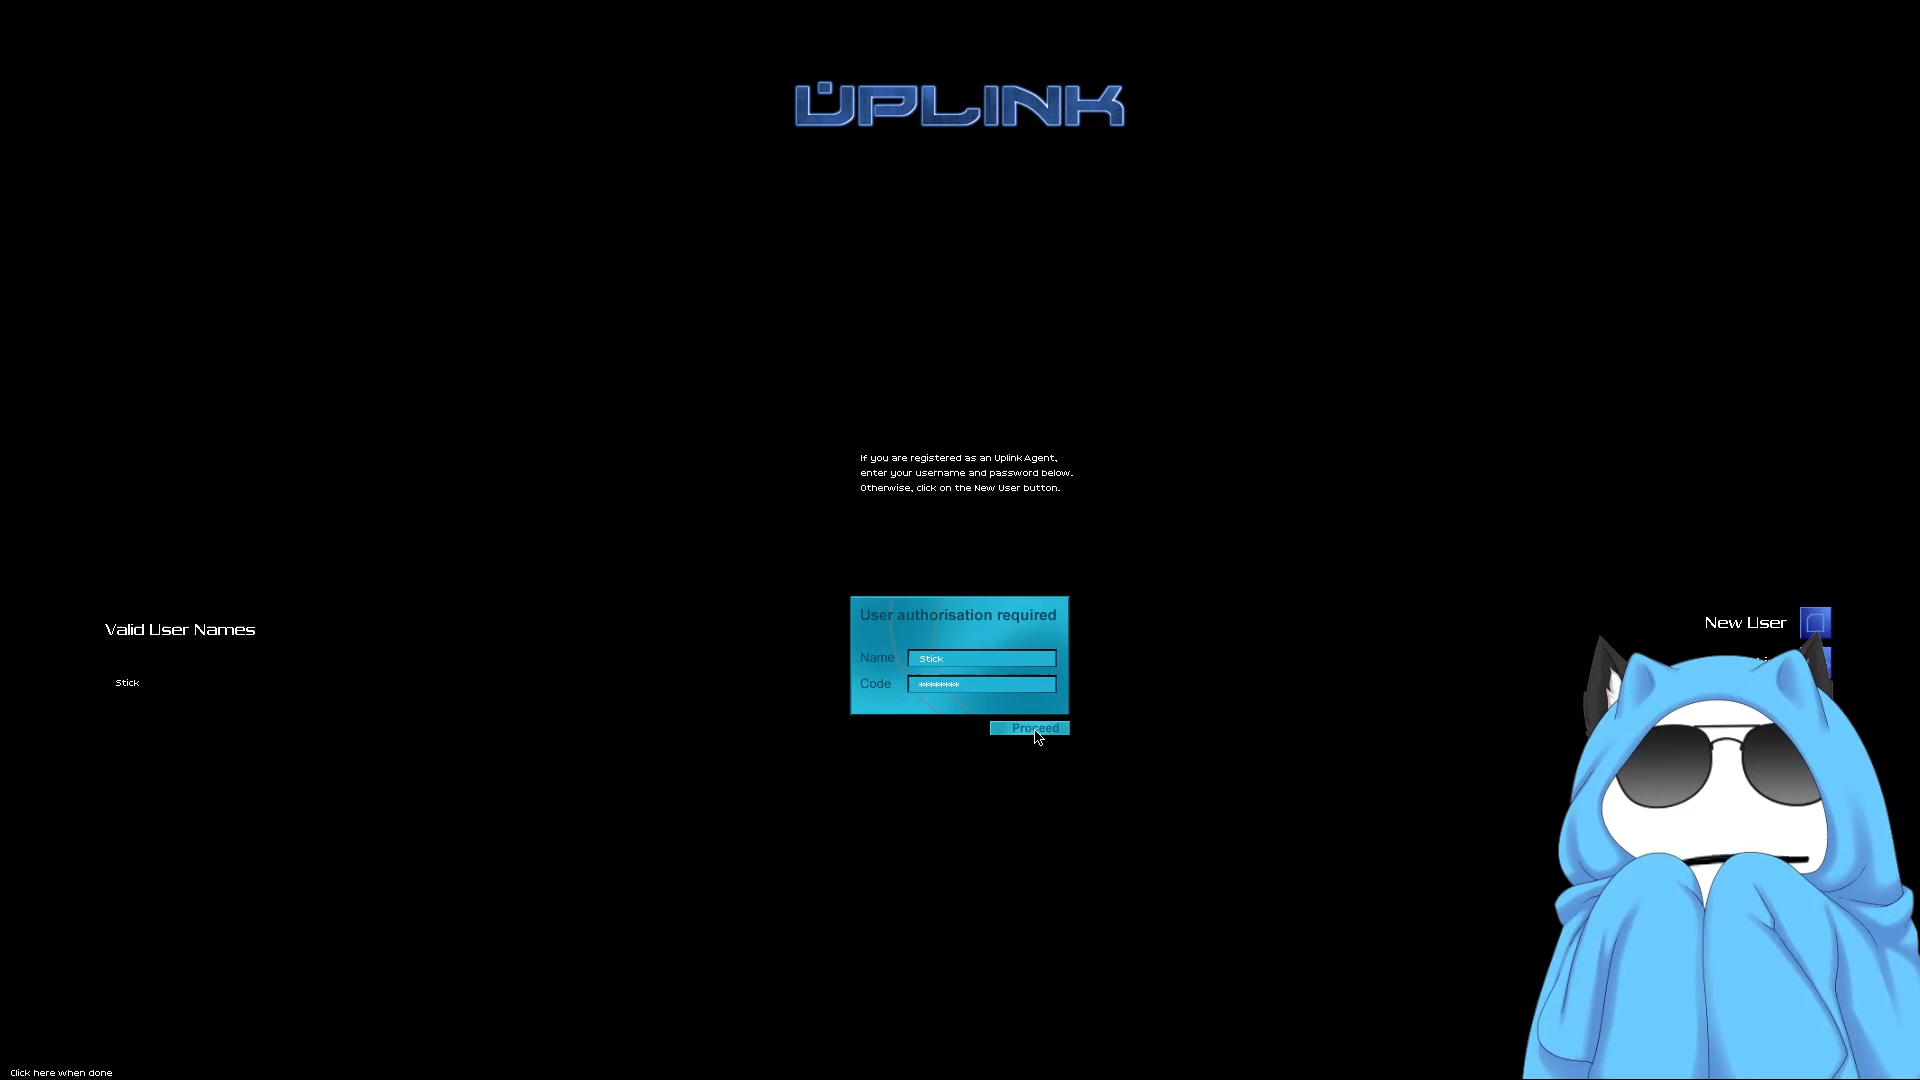 UPLINK
If you are registered as an Uplink Agent,
enter your username and password below.
Otherwise, click on the New User button.
User authorisation required
Name Stick
Code ********
Proceed
Valid User Names
Stick
New User
Click here when done